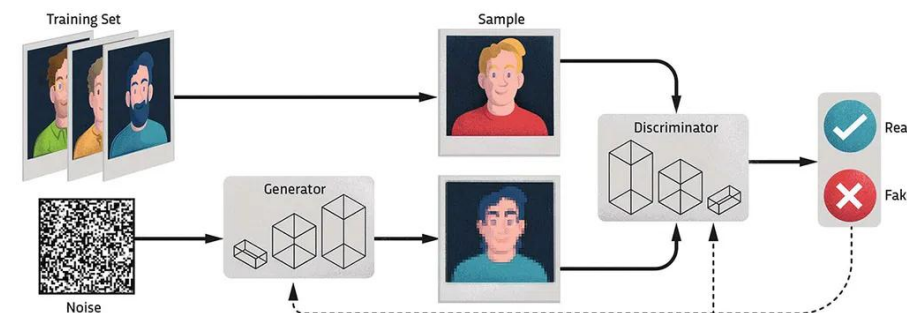 Training Set
Sample
Discriminator
Rea
Generator
Fak
Noise